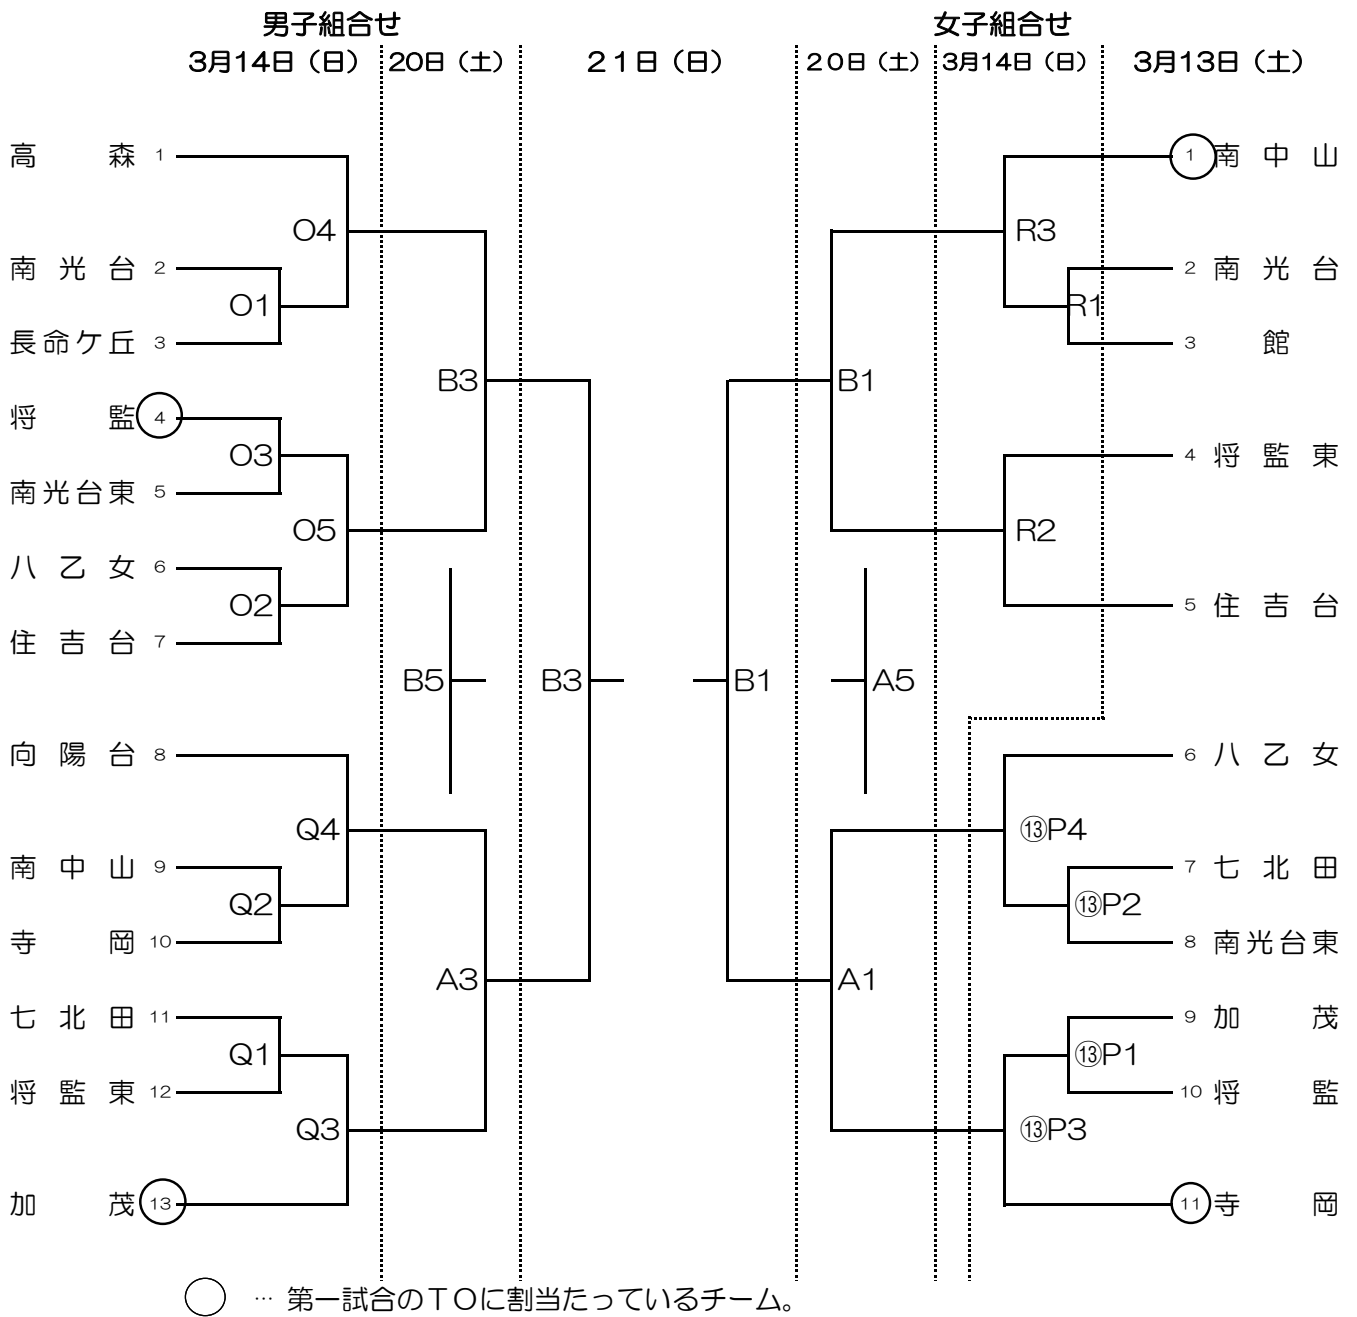 男子組合せ 女子組合せ
3月14日（日） 20日（土） 21日（日） 20日（土） 3月14日（日） 3月13日（土）
高森 1 1 南中山
O4 R3
南光台 2 2 南光台
O1 R1
長命ケ丘 3 3 館
B3 B1
将監 4
O3 4 将監東
南光台東 5
O5 R2
八乙女 6
O2 5 住吉台
住吉台 7
B5 B3 B1 A5
向陽台 8 6 八乙女
Q4 ⑬P4
南中山 9 7 七北田
Q2 ⑬P2
寺岡 10 8 南光台東
A3 A1
七北田 11 9 加茂
Q1 ⑬P1
将監東 12 10 将監
Q3 ⑬P3
加茂 13 11 寺岡
… 第一試合のTOに割当たっているチーム。